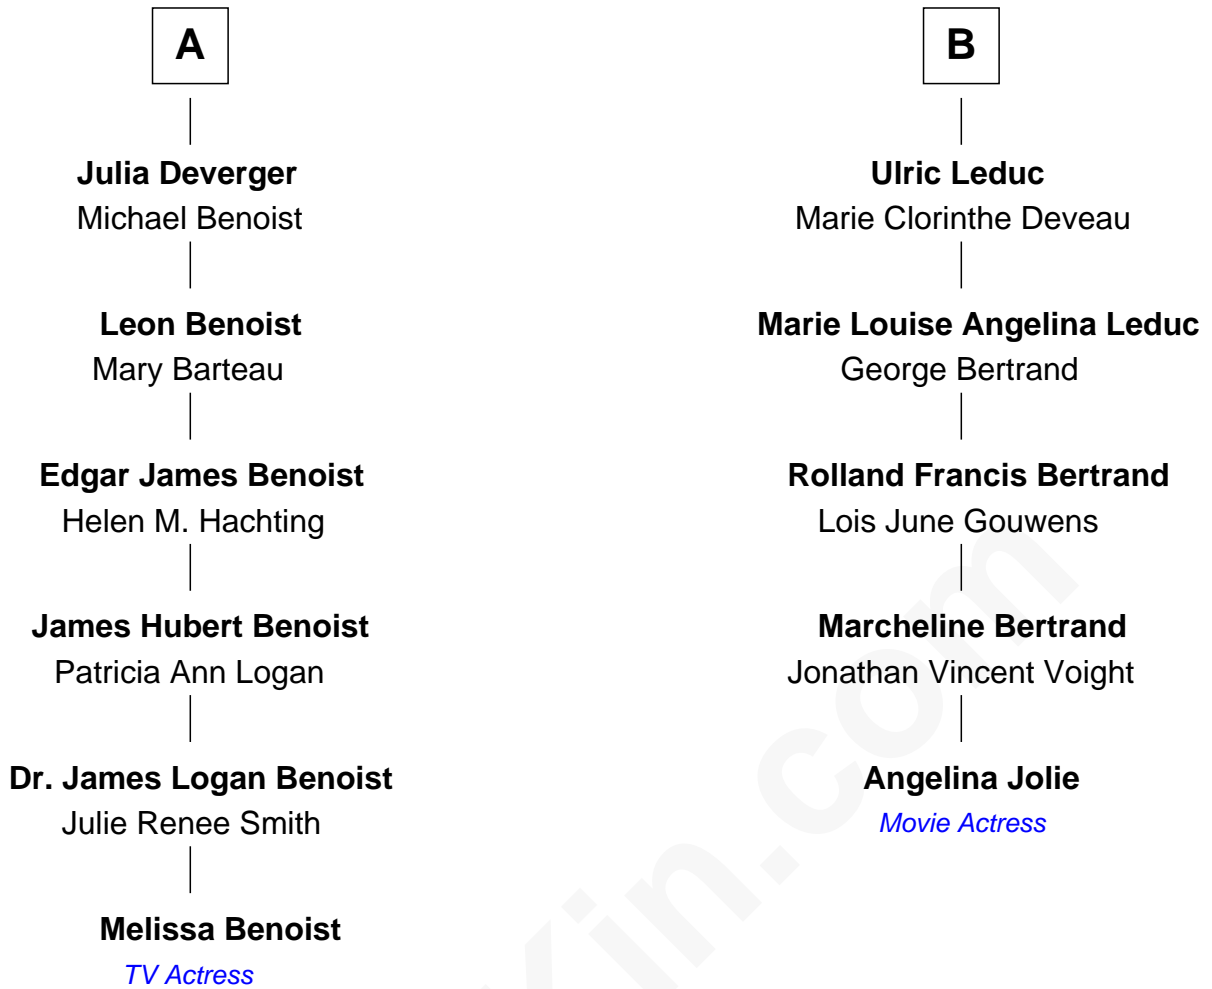 A
Julia Deverger
Michael Benoist
Leon Benoist
Mary Barteau
Edgar James Benoist
Helen M. Hachting
James Hubert Benoist
Patricia Ann Logan
Dr. James Logan Benoist
Julie Renee Smith
Melissa Benoist
TV Actress
B
Ulric Leduc
Marie Clorinthe Deveau
Marie Louise Angelina Leduc
George Bertrand
Rolland Francis Bertrand
Lois June Gouwens
Marcheline Bertrand
Jonathan Vincent Voight
Angelina Jolie
Movie Actress
Kin.com